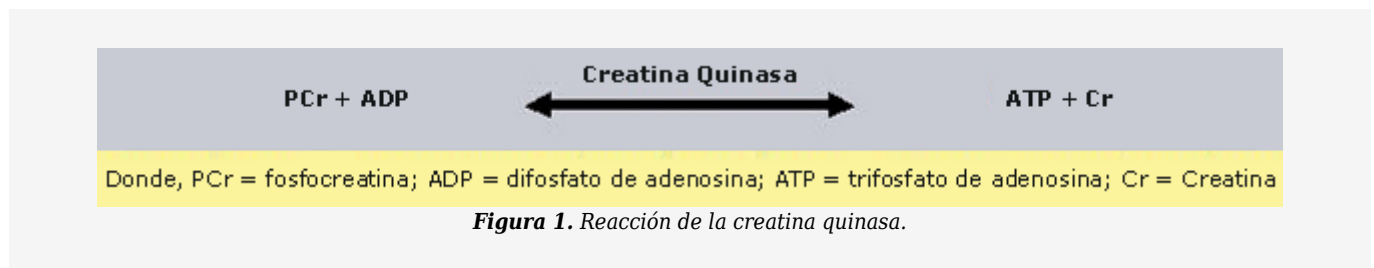 Creatina Quinasa
PCr + ADP
ATP + Cr
Donde, PCr = fosfocreatina; ADP = difosfato de adenosina; ATP = trifosfato de adenosina; Cr = Creatina
Figura 1. Reacción de la creatina quinasa.